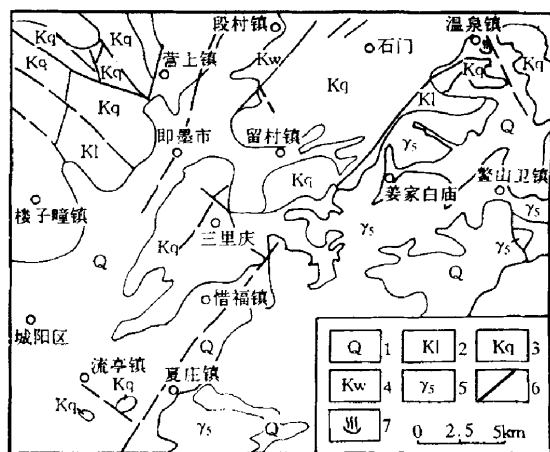 段村镇
温泉镇
Kq
Kq
Kw
石门
Kq
营上镇
Kq
Kq
Kq
Kq
Kl
Kl
即墨市
留村镇
Q
γ5
鳌山卫镇
Kq
姜家白庙
楼子疃镇
γ5
Kq
γ5
三里庄
γ5
Q
Q
惜福镇
城阳区
Q
流亭镇
Kq
夏庄镇
Kq
γ5
Q
Q 1 Kl 2 Kq 3
Kw 4 γ5 5 6
7 0 2.5 5km